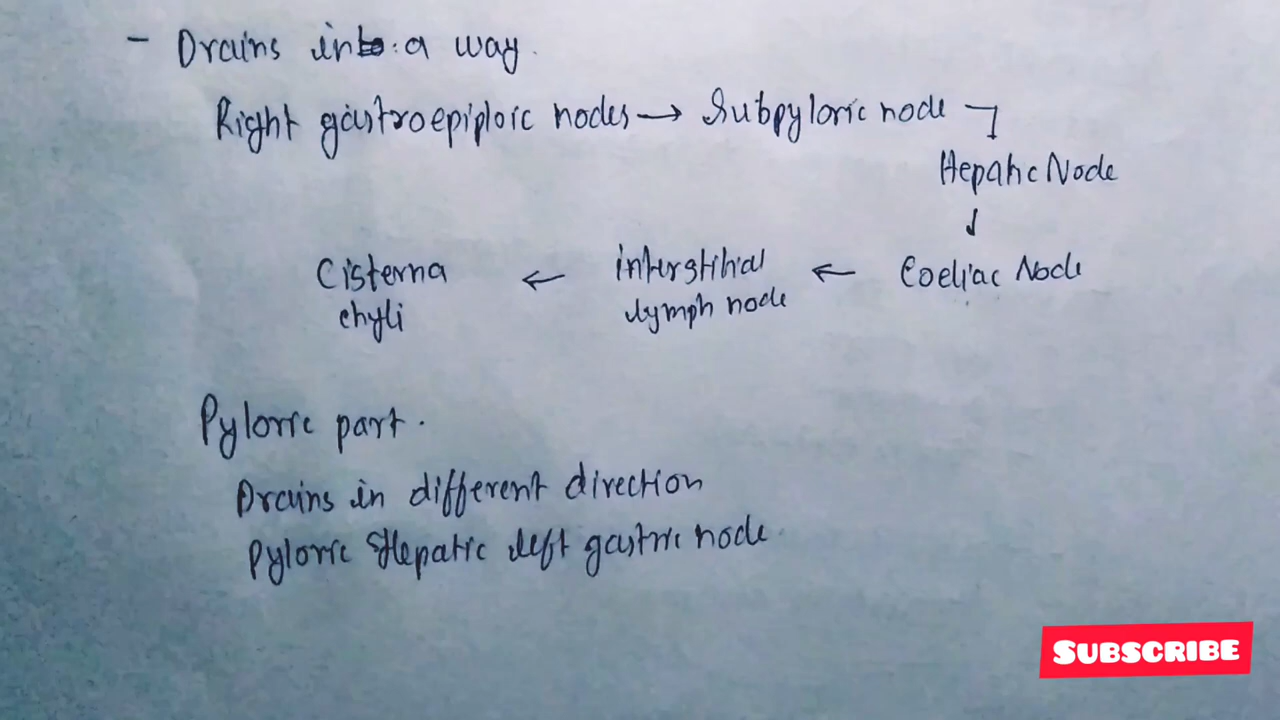 - Drains into a way.
Right gastroepiploic nodes → Subpyloric node
Hepatic Node
↓
Cisterna chyli ← interstitial lymph node ← Coeliac Node
Pyloric part.
Drains in different direction
Pyloric Hepatic left gastric node
SUBSCRIBE